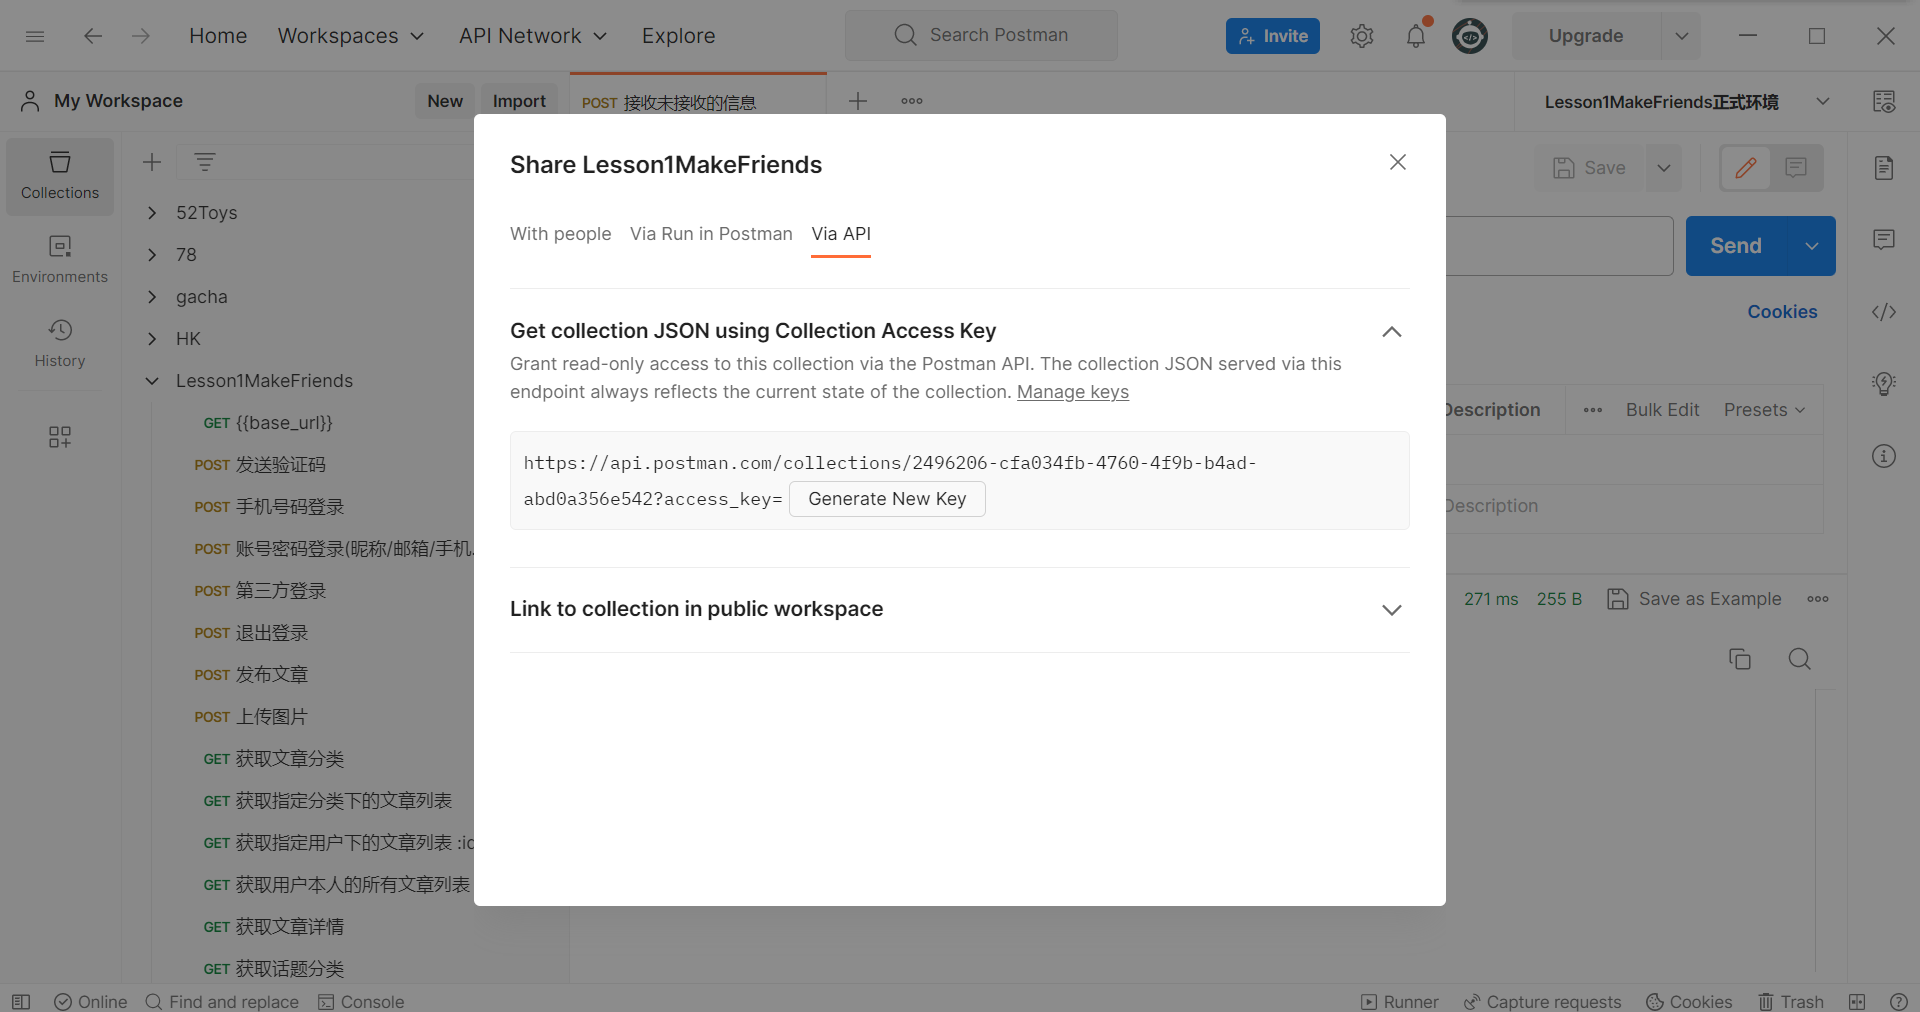 Home Workspaces API Network Explore Search Postman Invite Upgrade
My Workspace New Import POST 接收未接收的信息 Lesson1MakeFriends正式环境
Collections
Environments
History
52Toys
78
gacha
HK
Lesson1MakeFriends
GET {{base_url}}
POST 发送验证码
POST 手机号码登录
POST 账号密码登录(昵称/邮箱/手机.
POST 第三方登录
POST 退出登录
POST 发布文章
POST 上传图片
GET 获取文章分类
GET 获取指定分类下的文章列表
GET 获取指定用户下的文章列表 :id
GET 获取用户本人的所有文章列表
GET 获取文章详情
GET 获取话题分类
Share Lesson1MakeFriends
With people Via Run in Postman Via API
Get collection JSON using Collection Access Key
Grant read-only access to this collection via the Postman API. The collection JSON served via this
endpoint always reflects the current state of the collection. Manage keys
https://api.postman.com/collections/2496206-cfa034fb-4760-4f9b-b4ad-
abd0a356e542?access_key= Generate New Key
Link to collection in public workspace
Save
Send
Cookies
Description Bulk Edit Presets
Description
271 ms 255 B Save as Example
Online Find and replace Console Runner Capture requests Cookies Trash